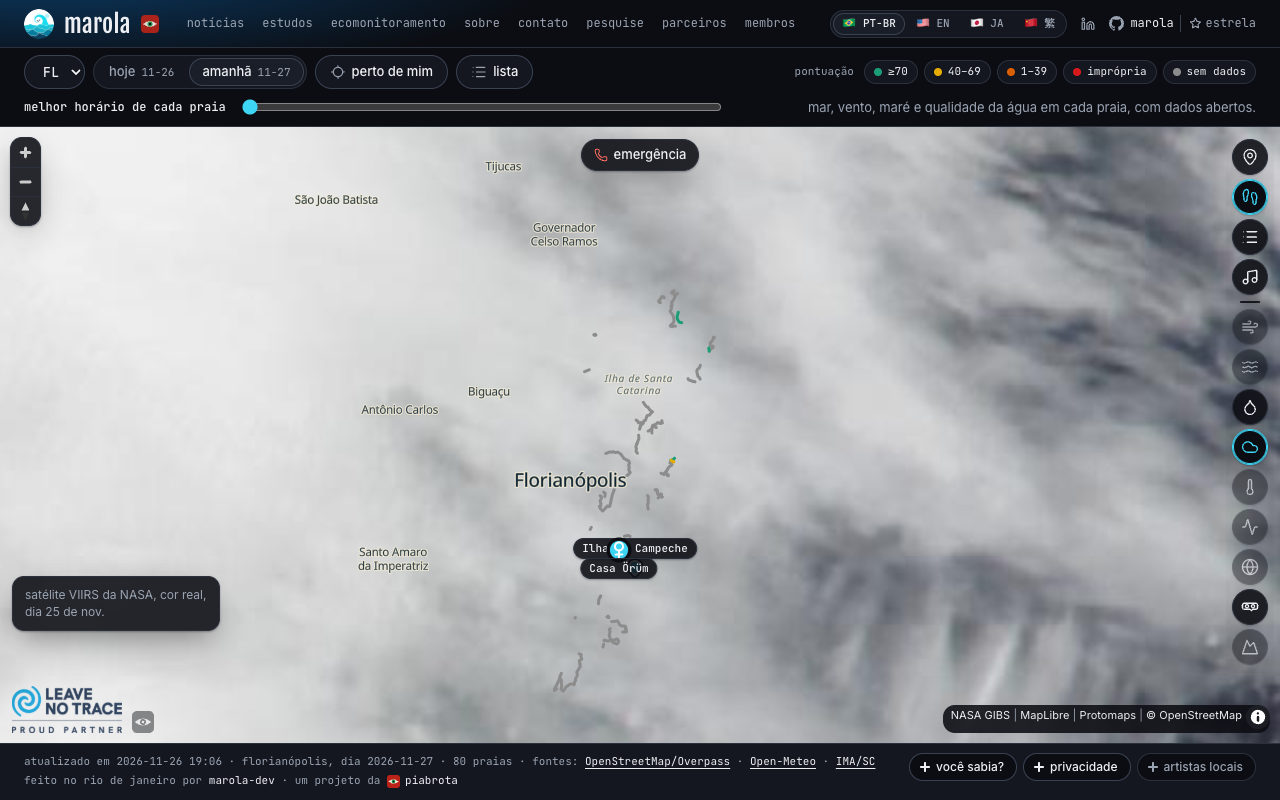 marola
notícias estudos ecomonitoramento sobre contato pesquise parceiros membros
PT-BR EN JA 繁
marola estrela
FL hoje 11-26 amanhã 11-27 perto de mim lista
pontuação ≥70 40–69 1–39 imprópria sem dados
melhor horário de cada praia
mar, vento, maré e qualidade da água em cada praia, com dados abertos.
emergência
Tijucas
São João Batista
Governador
Celso Ramos
Ilha de Santa
Catarina
Biguaçu
Antônio Carlos
Florianópolis
Ilha Campeche
Casa Örüm
Santo Amaro
da Imperatriz
satélite VIIRS da NASA, cor real,
dia 25 de nov.
LEAVE
NO TRACE
PROUD PARTNER
NASA GIBS | MapLibre | Protomaps | © OpenStreetMap
atualizado em 2026-11-26 19:06 · florianópolis, dia 2026-11-27 · 80 praias · fontes: OpenStreetMap/Overpass · Open-Meteo · IMA/SC
feito no rio de janeiro por marola-dev · um projeto da piabrota
você sabia? privacidade artistas locais